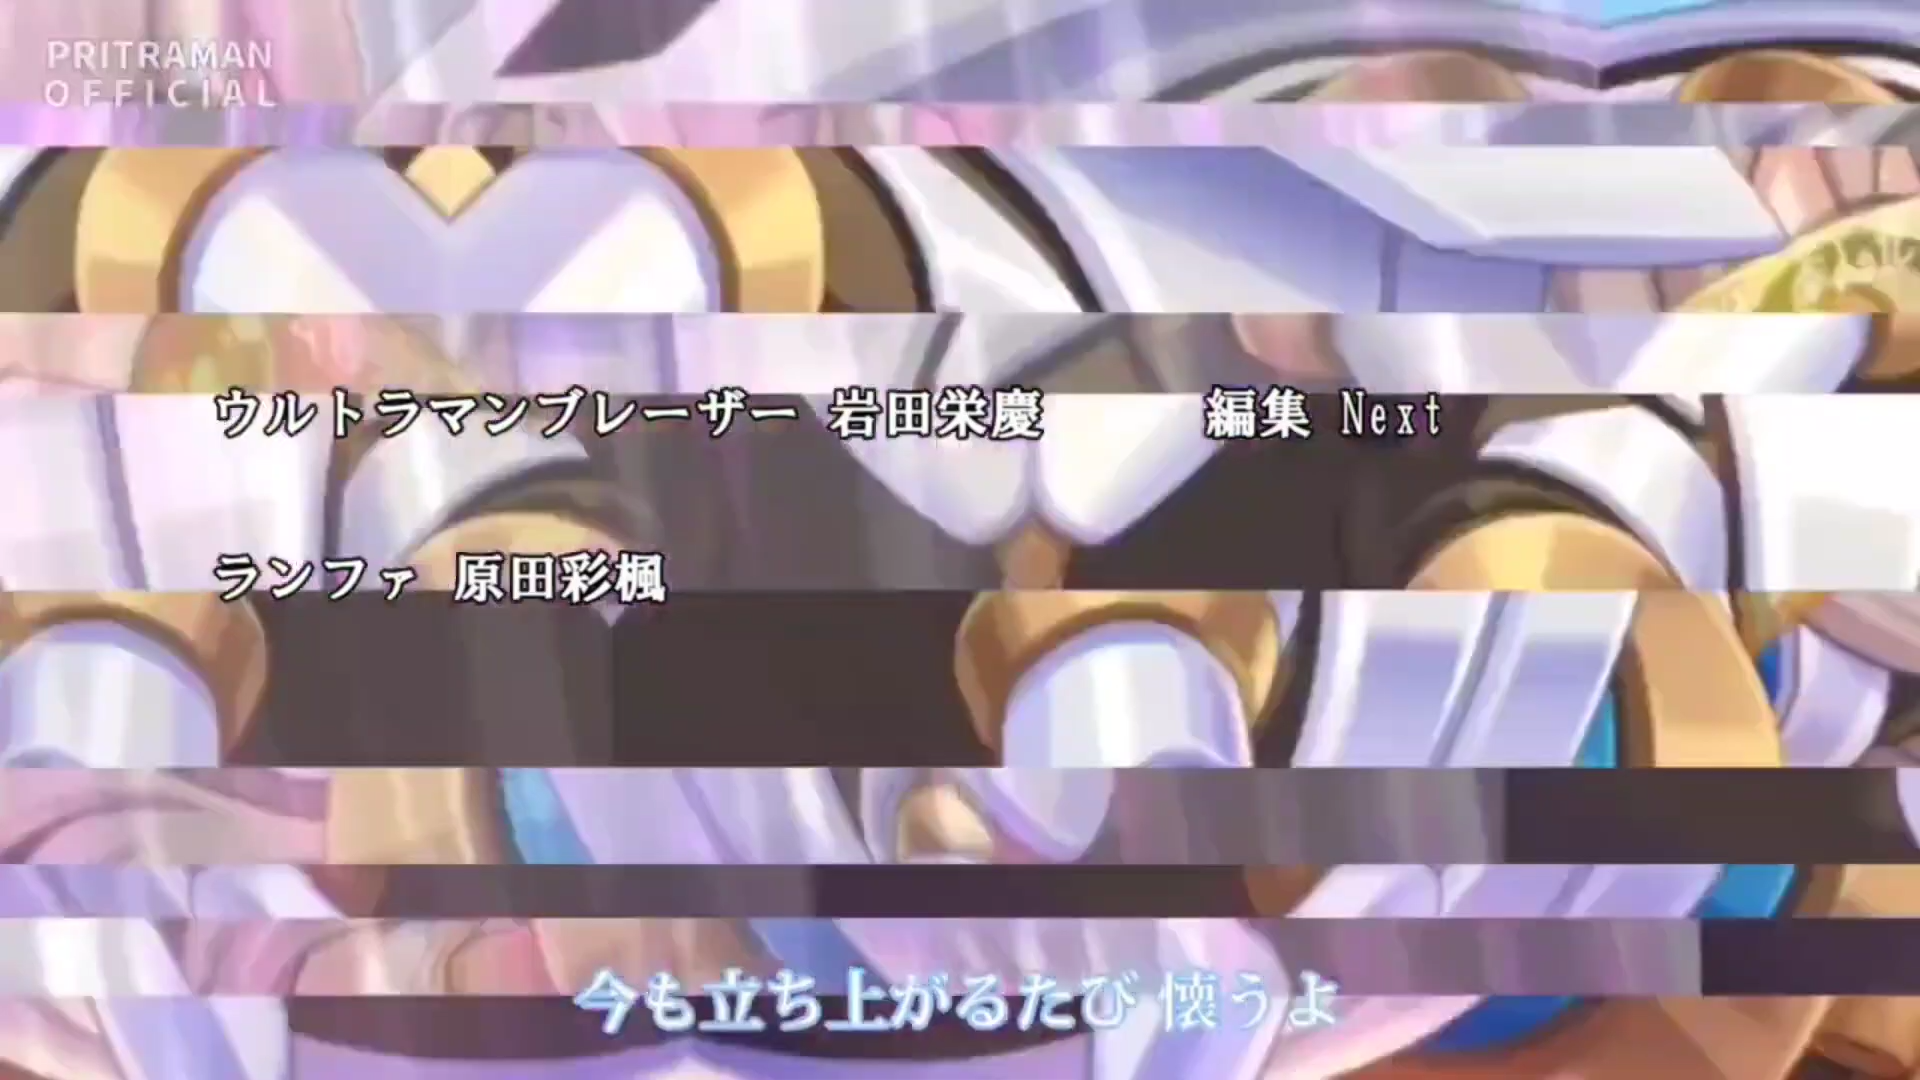 PRITRAMAN
OFFICIAL
ウルトラマンブレーザー 岩田栄慶
編集 Next
ランファ 原田彩楓
今も立ち上がるたび 懐うよ